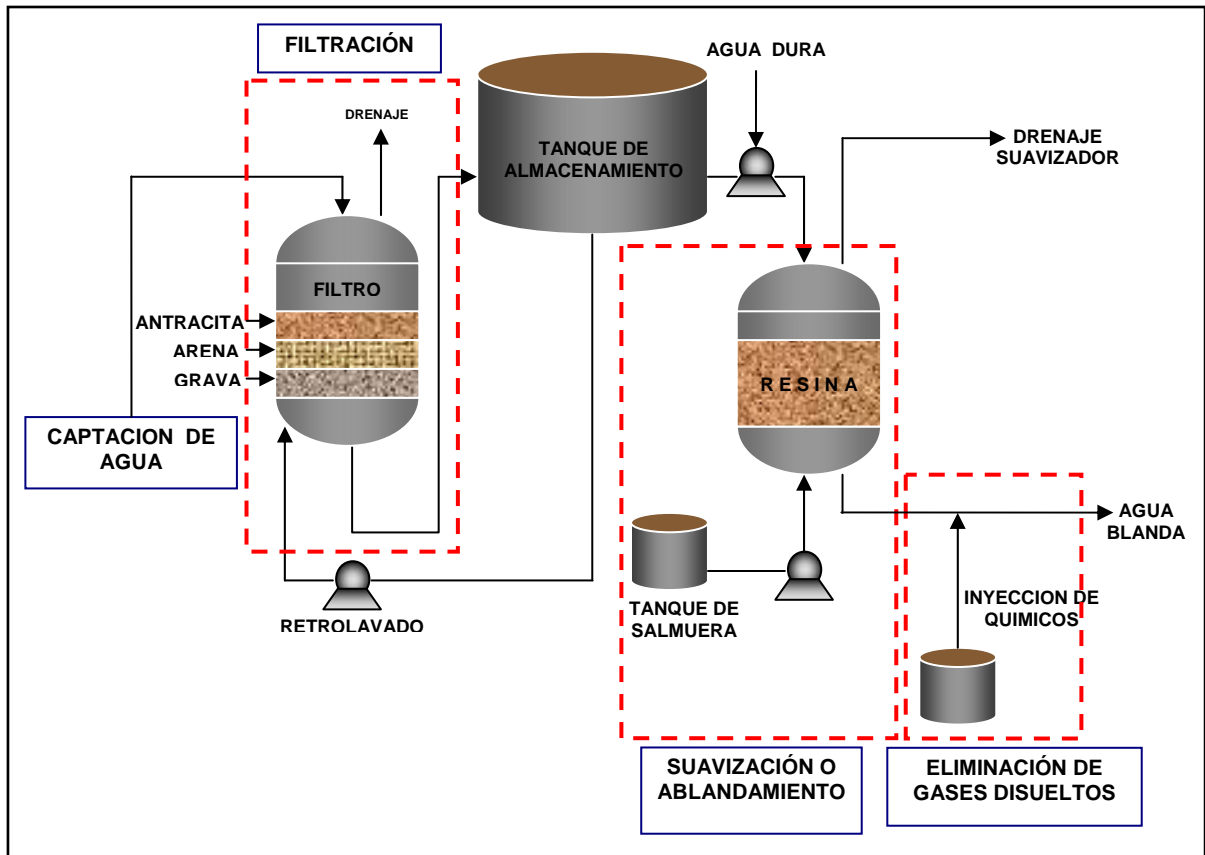 FILTRACIÓN
AGUA  DURA
DRENAJE
TANQUE DE
ALMACENAMIENTO
DRENAJE
SUAVIZADOR
FILTRO
ANTRACITA
ARENA
GRAVA
RESINA
CAPTACION  DE
AGUA
AGUA
BLANDA
TANQUE DE
SALMUERA
INYECCION DE
QUIMICOS
RETROLAVADO
SUAVIZACIÓN O
ABLANDAMIENTO
ELIMINACIÓN DE
GASES DISUELTOS